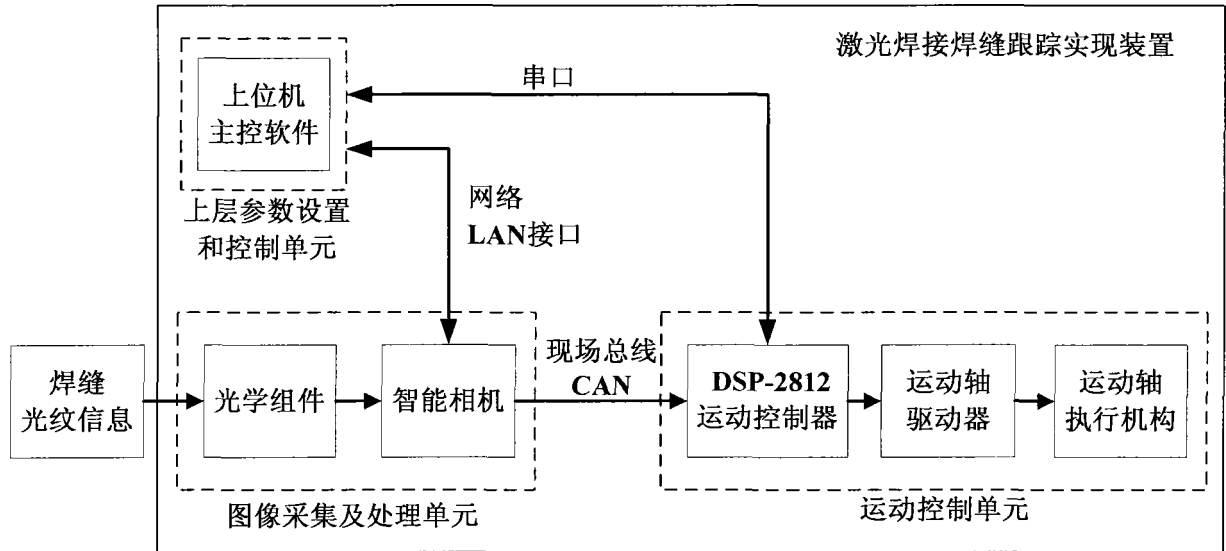 激光焊接焊缝跟踪实现装置
串口
上位机
主控软件
上层参数设置
和控制单元
网络
LAN接口
焊缝
光纹信息
光学组件
智能相机
现场总线
CAN
DSP-2812
运动控制器
运动轴
驱动器
运动轴
执行机构
图像采集及处理单元
运动控制单元